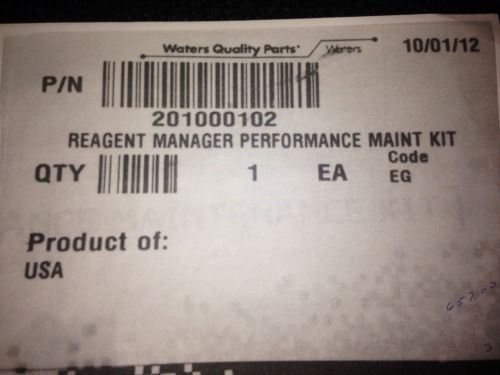 Waters Quality Parts® Waters 10/01/12
P/N
201000102
REAGENT MANAGER PERFORMANCE MAINT KIT
QTY 1 EA Code
EG
Product of:
USA
3